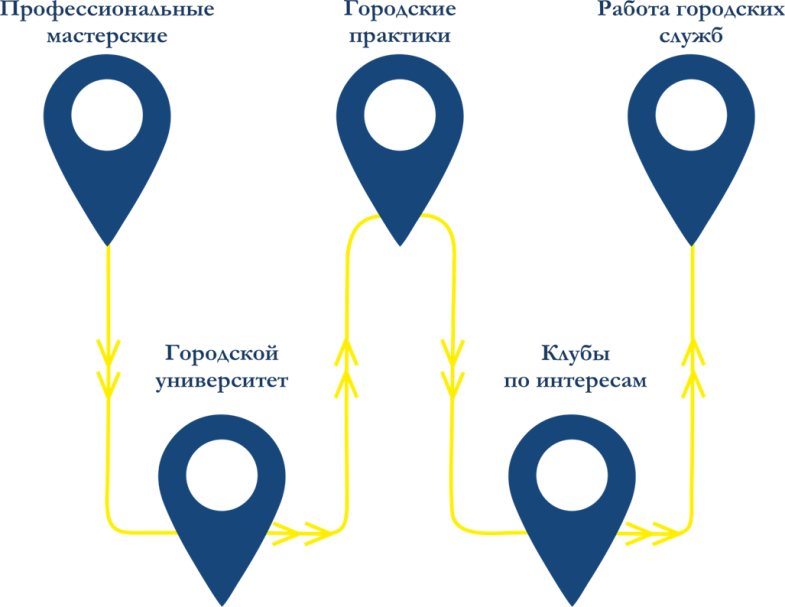 Профессиональные
мастерские
Городские
практики
Работа городских
служб
Городской
университет
Клубы
по интересам